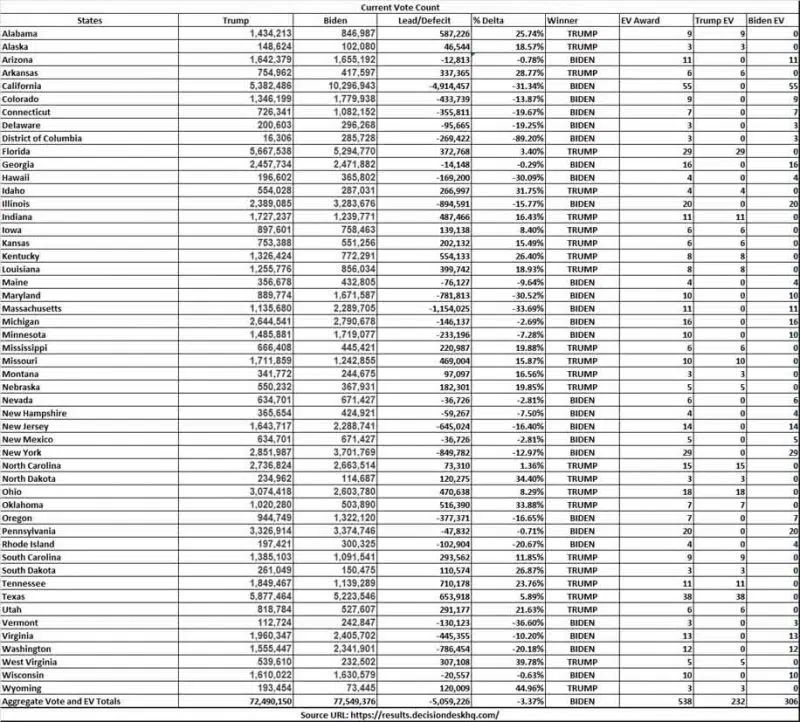 Current Vote Count
States Trump Biden Lead/Defecit % Delta Winner EV Award Trump EV Biden EV
Alabama 1,434,213 846,987 587,226 25.74% TRUMP 9 9 0
Alaska 148,624 102,080 46,544 18.57% TRUMP 3 3 0
Arizona 1,642,379 1,655,192 -12,813 -0.78% BIDEN 11 0 11
Arkansas 754,962 417,597 337,365 28.77% TRUMP 6 6 0
California 5,382,486 10,296,943 -4,914,457 -31.34% BIDEN 55 0 55
Colorado 1,346,199 1,779,938 -433,739 -13.87% BIDEN 9 0 9
Connecticut 726,341 1,082,152 -355,811 -19.67% BIDEN 7 0 7
Delaware 200,603 296,268 -95,665 -19.25% BIDEN 3 0 3
District of Columbia 16,306 285,728 -269,422 -89.20% BIDEN 3 0 3
Florida 5,667,538 5,294,770 372,768 3.40% TRUMP 29 29 0
Georgia 2,457,734 2,471,882 -14,148 -0.29% BIDEN 16 0 16
Hawaii 196,602 365,802 -169,200 -30.09% BIDEN 4 0 4
Idaho 554,028 287,031 266,997 31.75% TRUMP 4 4 0
Illinois 2,389,085 3,283,676 -894,591 -15.77% BIDEN 20 0 20
Indiana 1,727,237 1,239,771 487,466 16.43% TRUMP 11 11 0
Iowa 897,601 758,463 139,138 8.40% TRUMP 6 6 0
Kansas 753,388 551,256 202,132 15.49% TRUMP 6 6 0
Kentucky 1,326,424 772,291 554,133 26.40% TRUMP 8 8 0
Louisiana 1,255,776 856,034 399,742 18.93% TRUMP 8 8 0
Maine 356,678 432,805 -76,127 -9.64% BIDEN 4 0 4
Maryland 889,774 1,671,587 -781,813 -30.52% BIDEN 10 0 10
Massachusetts 1,135,680 2,289,705 -1,154,025 -33.69% BIDEN 11 0 11
Michigan 2,644,541 2,790,678 -146,137 -2.69% BIDEN 16 0 16
Minnesota 1,485,881 1,719,077 -233,196 -7.28% BIDEN 10 0 10
Mississippi 666,408 445,421 220,987 19.88% TRUMP 6 6 0
Missouri 1,711,859 1,242,855 469,004 15.87% TRUMP 10 10 0
Montana 341,772 244,675 97,097 16.56% TRUMP 3 3 0
Nebraska 550,232 367,931 182,301 19.85% TRUMP 5 5 0
Nevada 634,701 671,427 -36,726 -2.81% BIDEN 6 0 6
New Hampshire 365,654 424,921 -59,267 -7.50% BIDEN 4 0 4
New Jersey 1,643,717 2,288,741 -645,024 -16.40% BIDEN 14 0 14
New Mexico 634,701 671,427 -36,726 -2.81% BIDEN 5 0 5
New York 2,851,987 3,701,769 -849,782 -12.97% BIDEN 29 0 29
North Carolina 2,736,824 2,663,514 73,310 1.36% TRUMP 15 15 0
North Dakota 234,962 114,687 120,275 34.40% TRUMP 3 3 0
Ohio 3,074,418 2,603,780 470,638 8.29% TRUMP 18 18 0
Oklahoma 1,020,280 503,890 516,390 33.88% TRUMP 7 7 0
Oregon 944,749 1,322,120 -377,371 -16.65% BIDEN 7 0 7
Pennsylvania 3,326,914 3,374,746 -47,832 -0.71% BIDEN 20 0 20
Rhode Island 197,421 300,325 -102,904 -20.67% BIDEN 4 0 4
South Carolina 1,385,103 1,091,541 293,562 11.85% TRUMP 9 9 0
South Dakota 261,049 150,475 110,574 26.87% TRUMP 3 3 0
Tennessee 1,849,467 1,139,289 710,178 23.76% TRUMP 11 11 0
Texas 5,877,464 5,223,546 653,918 5.89% TRUMP 38 38 0
Utah 818,784 527,607 291,177 21.63% TRUMP 6 6 0
Vermont 112,724 242,847 -130,123 -36.60% BIDEN 3 0 3
Virginia 1,960,347 2,405,702 -445,355 -10.20% BIDEN 13 0 13
Washington 1,555,447 2,341,901 -786,454 -20.18% BIDEN 12 0 12
West Virginia 539,610 232,502 307,108 39.78% TRUMP 5 5 0
Wisconsin 1,610,022 1,630,579 -20,557 -0.63% BIDEN 10 0 10
Wyoming 193,454 73,445 120,009 44.96% TRUMP 3 3 0
Aggregate Vote and EV Totals 72,490,150 77,549,376 -5,059,226 -3.37% BIDEN 538 232 306
Source URL: https://results.decisiondeskhq.com/